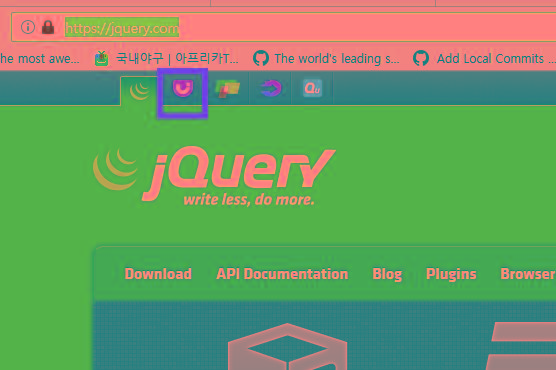 https://jquery.com
he most awe...
국내야구 | 아프리카T...
The world's leading s...
Add Local Commits ...
Qu
jQuery
write less, do more.
Download
API Documentation
Blog
Plugins
Browser